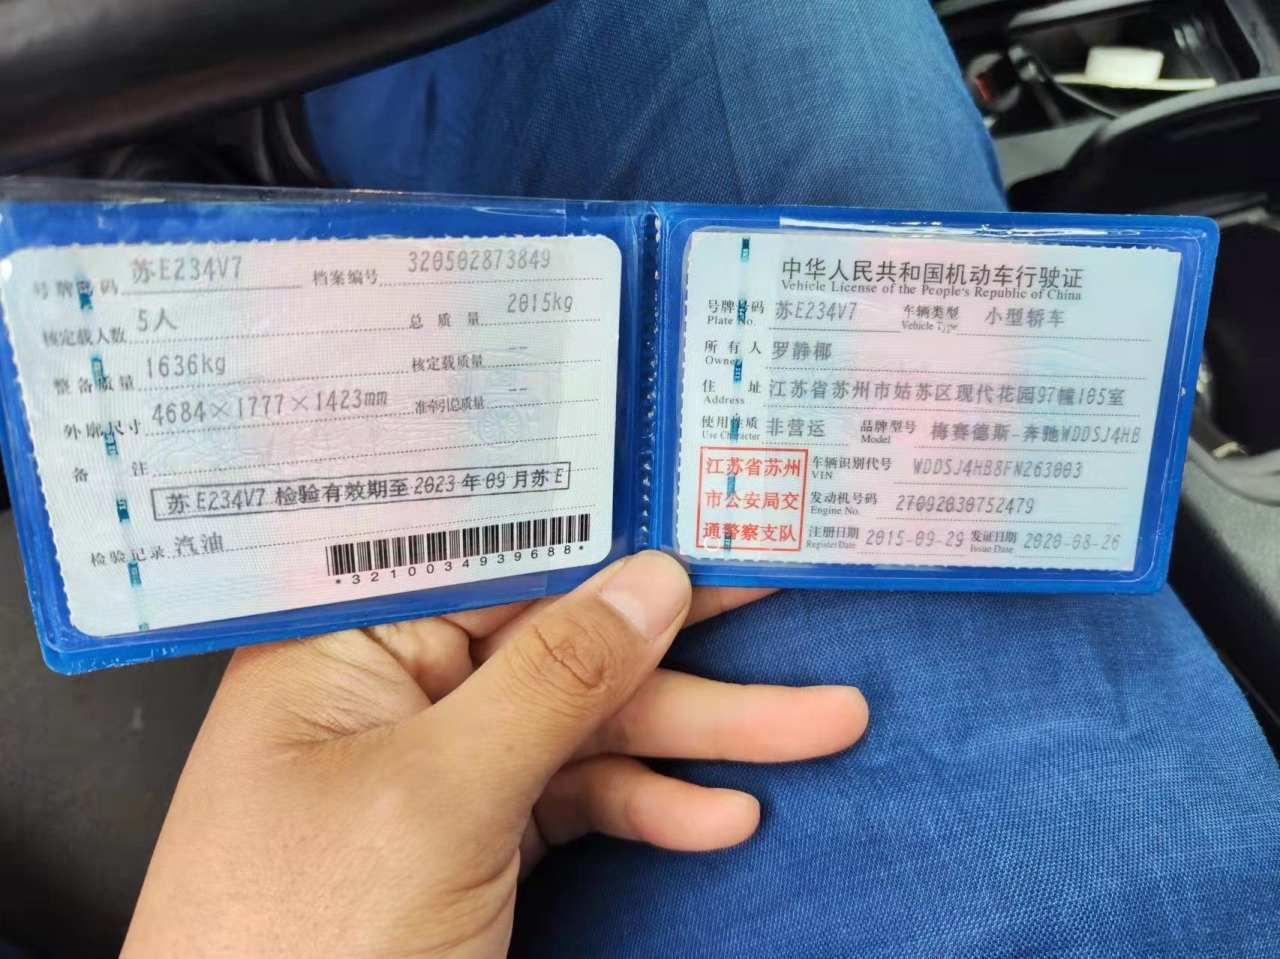 号牌号码 苏E234V7 档案编号 320502873849
核定载人数 5人 总质量 2015kg
整备质量 1636kg 核定载质量 --
外廓尺寸 4684×1777×1423mm 准牵引总质量 --
备注
苏E234V7 检验有效期至2023年09月苏E
检验记录 汽油
*3210034939688*
中华人民共和国机动车行驶证
Vehicle License of the People's Republic of China
号牌号码 苏E234V7 车辆类型 小型轿车
Plate No. Vehicle Type
所有人 罗静椰
Owner
住址 江苏省苏州市姑苏区现代花园97幢105室
Address
使用性质 非营运 品牌型号 梅赛德斯-奔驰WDDSJ4HB
Use Character Model
江苏省苏州
市公安局交
通警察支队
车辆识别代号 WDDSJ4HB8FN263003
VIN
发动机号码 27092030752479
Engine No.
注册日期 2015-09-29 发证日期 2020-08-26
Register Date Issue Date